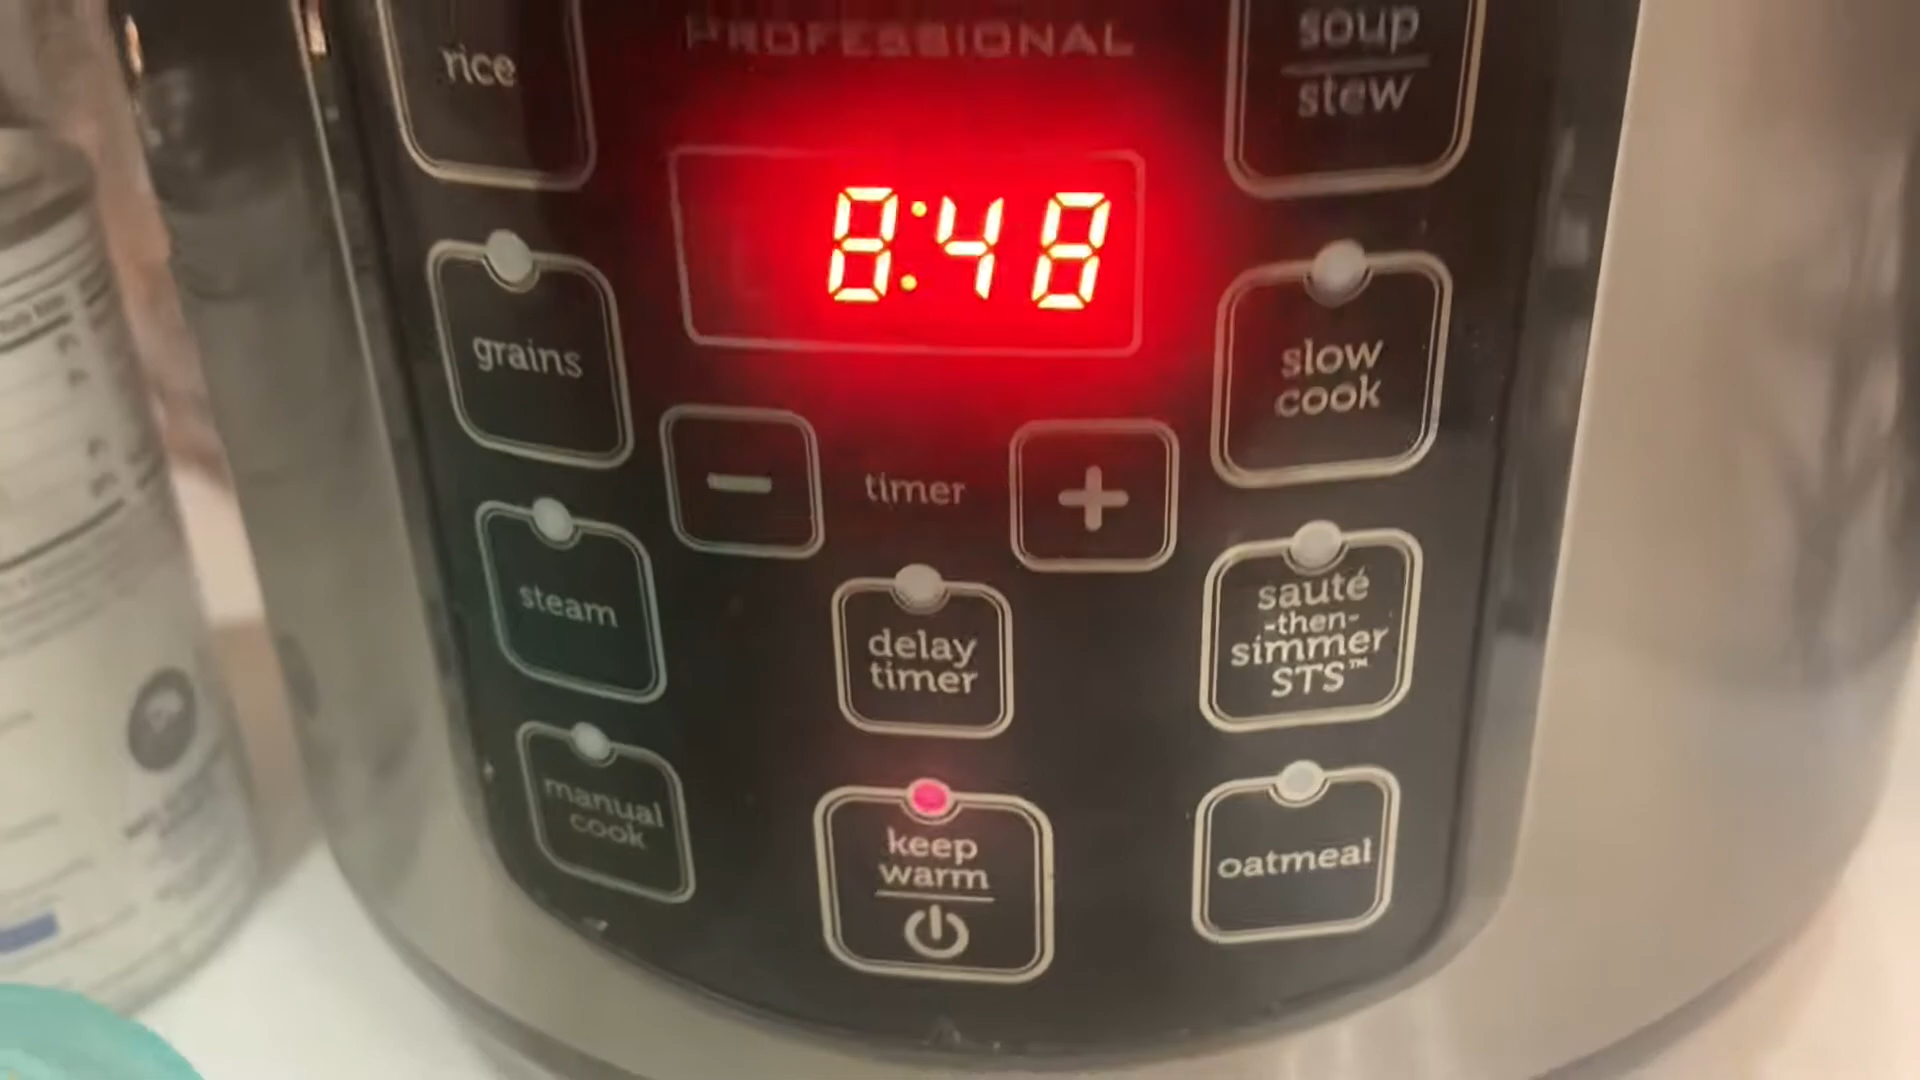 PROFESSIONAL
rice
soup
stew
8:48
grains
slow
cook
timer
steam
delay
timer
sauté
-then-
simmer
STS™
manual
cook
keep
warm
oatmeal